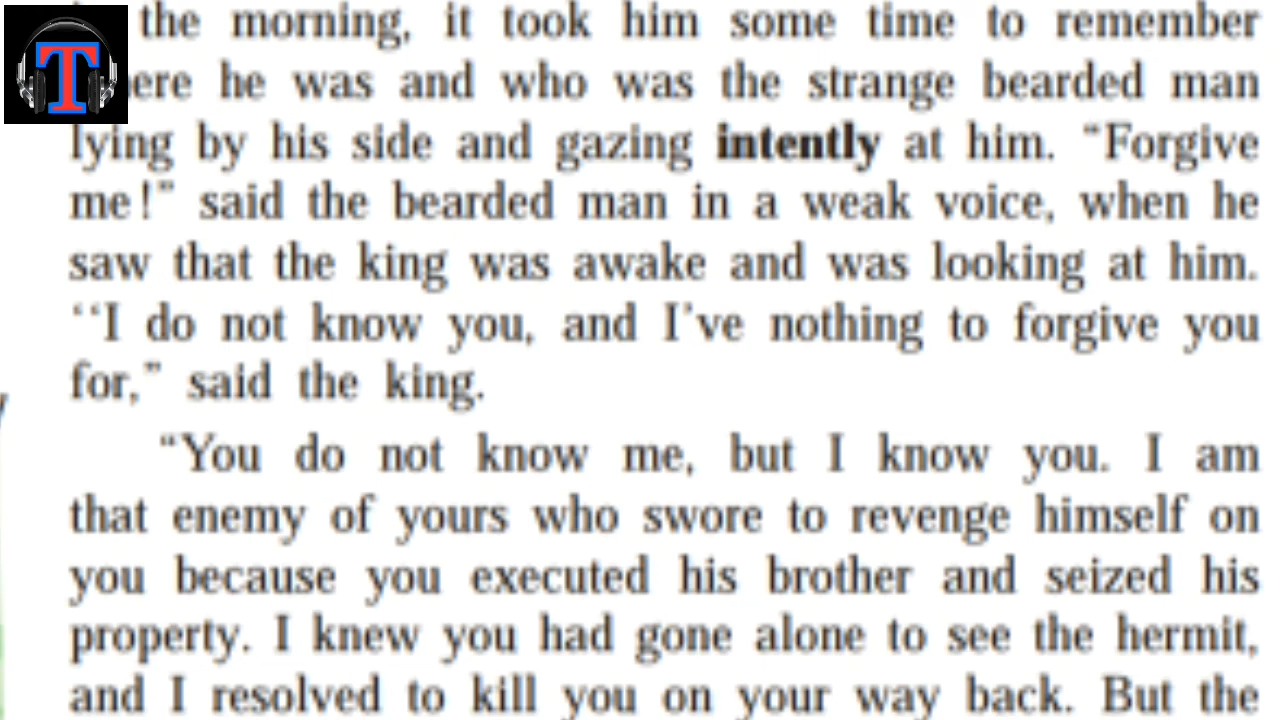 T
the morning, it took him some time to remember
ere he was and who was the strange bearded man
lying by his side and gazing intently at him. “Forgive
me!” said the bearded man in a weak voice, when he
saw that the king was awake and was looking at him.
‘‘I do not know you, and I’ve nothing to forgive you
for,” said the king.
“You do not know me, but I know you. I am
that enemy of yours who swore to revenge himself on
you because you executed his brother and seized his
property. I knew you had gone alone to see the hermit,
and I resolved to kill you on your way back. But the